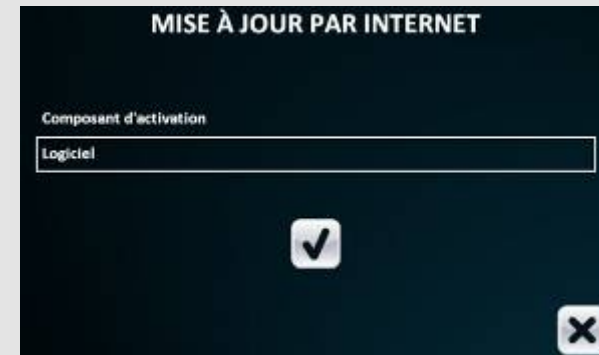 MISE À JOUR PAR INTERNET
Composant d'activation
Logiciel